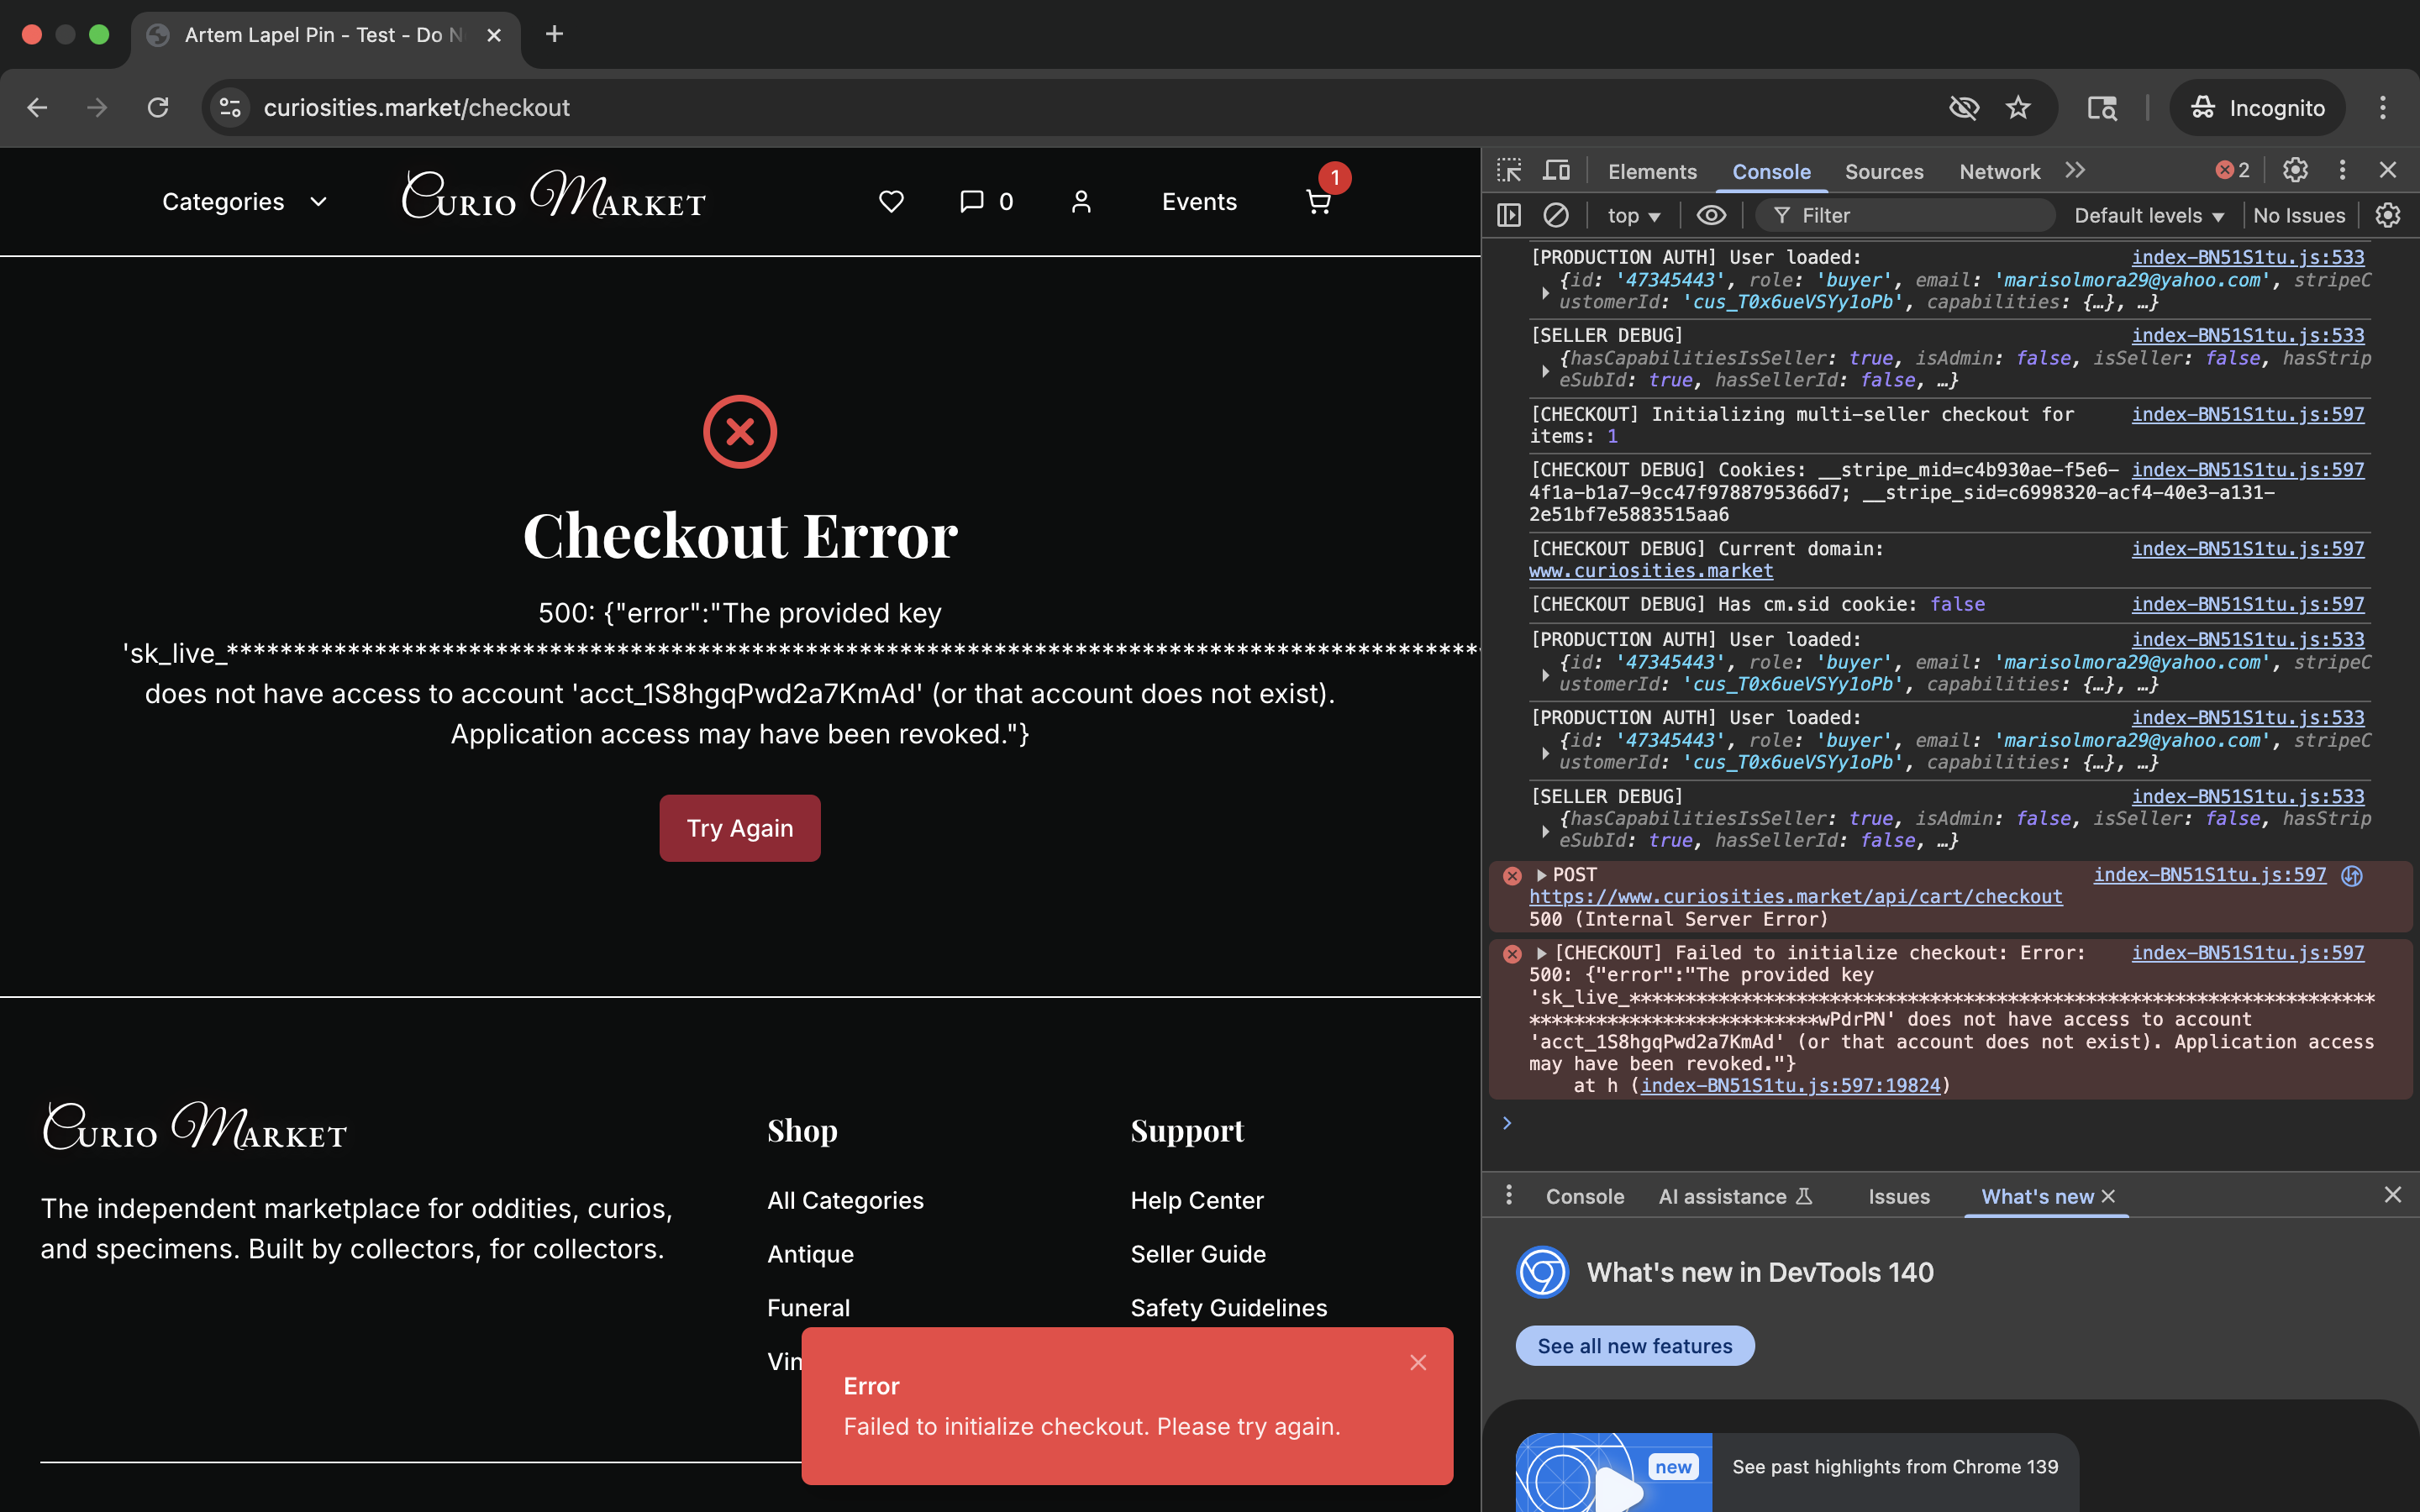 Artem Lapel Pin - Test - Do N
curiosities.market/checkout
Incognito
Categories
Curio Market
0
Events
1
Checkout Error
500: {"error":"The provided key
does not have access to account 'acct_1S8hgqPwd2a7KmAd' (or that account does not exist).
Application access may have been revoked."}
Try Again
Curio Market
The independent marketplace for oddities, curios,
and specimens. Built by collectors, for collectors.
Shop
All Categories
Antique
Funeral
Vin
Support
Help Center
Seller Guide
Safety Guidelines
Error
Failed to initialize checkout. Please try again.
Elements
Console
Sources
Network
2
top
Filter
Default levels
No Issues
[PRODUCTION AUTH] User loaded: index-BN51S1tu.js:533
{id: '47345443', role: 'buyer', email: 'marisolmora29@yahoo.com', stripeC
ustomerId: 'cus_T0x6ueVSYy1oPb', capabilities: {…}, …}
[SELLER DEBUG] index-BN51S1tu.js:533
{hasCapabilitiesIsSeller: true, isAdmin: false, isSeller: false, hasStrip
eSubId: true, hasSellerId: false, …}
[CHECKOUT] Initializing multi-seller checkout for index-BN51S1tu.js:597
items: 1
[CHECKOUT DEBUG] Cookies: __stripe_mid=c4b930ae-f5e6- index-BN51S1tu.js:597
4f1a-b1a7-9cc47f9788795366d7; __stripe_sid=c6998320-acf4-40e3-a131-
2e51bf7e5883515aa6
[CHECKOUT DEBUG] Current domain: index-BN51S1tu.js:597
www.curiosities.market
[CHECKOUT DEBUG] Has cm.sid cookie: false index-BN51S1tu.js:597
[PRODUCTION AUTH] User loaded: index-BN51S1tu.js:533
{id: '47345443', role: 'buyer', email: 'marisolmora29@yahoo.com', stripeC
ustomerId: 'cus_T0x6ueVSYy1oPb', capabilities: {…}, …}
[PRODUCTION AUTH] User loaded: index-BN51S1tu.js:533
{id: '47345443', role: 'buyer', email: 'marisolmora29@yahoo.com', stripeC
ustomerId: 'cus_T0x6ueVSYy1oPb', capabilities: {…}, …}
[SELLER DEBUG] index-BN51S1tu.js:533
{hasCapabilitiesIsSeller: true, isAdmin: false, isSeller: false, hasStrip
eSubId: true, hasSellerId: false, …}
POST index-BN51S1tu.js:597
https://www.curiosities.market/api/cart/checkout
500 (Internal Server Error)
[CHECKOUT] Failed to initialize checkout: Error: index-BN51S1tu.js:597
500: {"error":"The provided key
'sk_live_*******************************************************************
**************************wPdrPN' does not have access to account
'acct_1S8hgqPwd2a7KmAd' (or that account does not exist). Application access
may have been revoked."}
at h (index-BN51S1tu.js:597:19824)
Console
AI assistance
Issues
What's new
What's new in DevTools 140
See all new features
new
See past highlights from Chrome 139